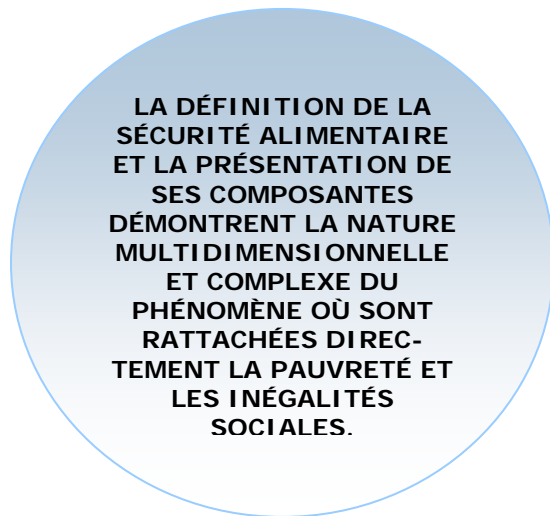 LA DÉFINITION DE LA
SÉCURITÉ ALIMENTAIRE
ET LA PRÉSENTATION DE
SES COMPOSANTES
DÉMONTRENT LA NATURE
MULTIDIMENSIONNELLE
ET COMPLEXE DU
PHÉNOMÈNE OÙ SONT
RATTACHÉES DIREC-
TEMENT LA PAUVRETÉ ET
LES INÉGALITÉS
SOCIALES.